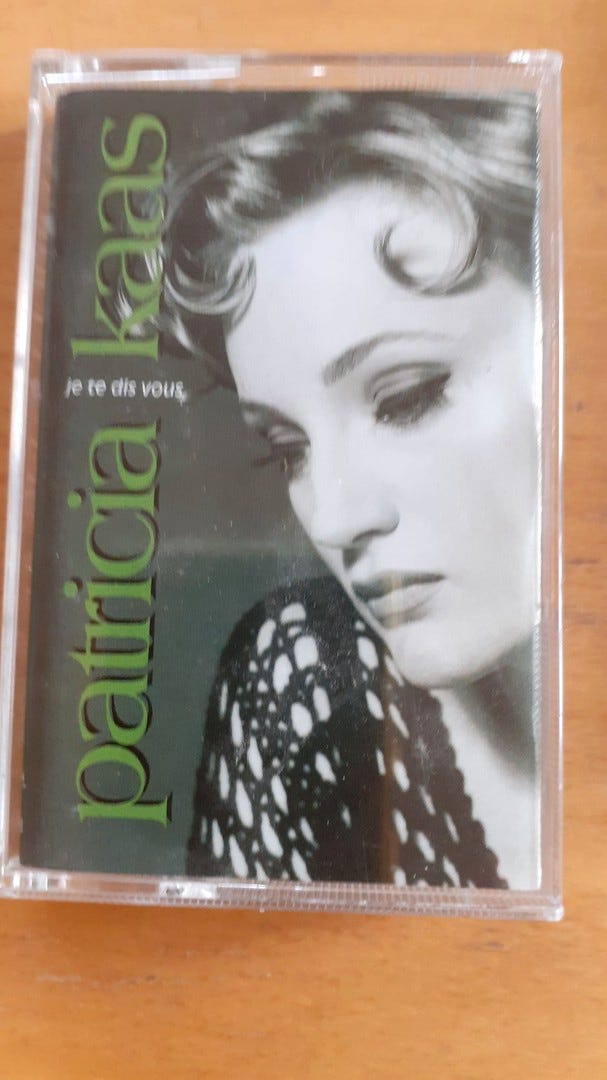 patricia kaas
je te dis vous